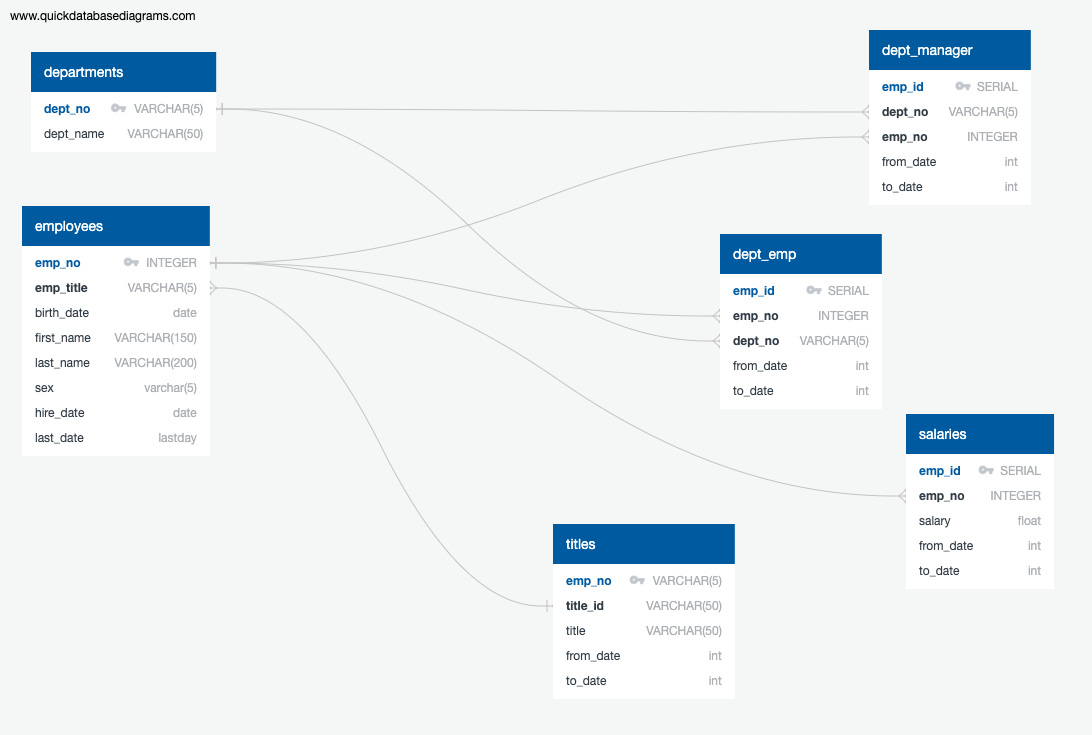 www.quickdatabasediagrams.com
departments
dept_no VARCHAR(5)
dept_name VARCHAR(50)
employees
emp_no INTEGER
emp_title VARCHAR(5)
birth_date date
first_name VARCHAR(150)
last_name VARCHAR(200)
sex varchar(5)
hire_date date
last_date lastday
dept_manager
emp_id SERIAL
dept_no VARCHAR(5)
emp_no INTEGER
from_date int
to_date int
dept_emp
emp_id SERIAL
emp_no INTEGER
dept_no VARCHAR(5)
from_date int
to_date int
salaries
emp_id SERIAL
emp_no INTEGER
salary float
from_date int
to_date int
titles
emp_no VARCHAR(5)
title_id VARCHAR(50)
title VARCHAR(50)
from_date int
to_date int